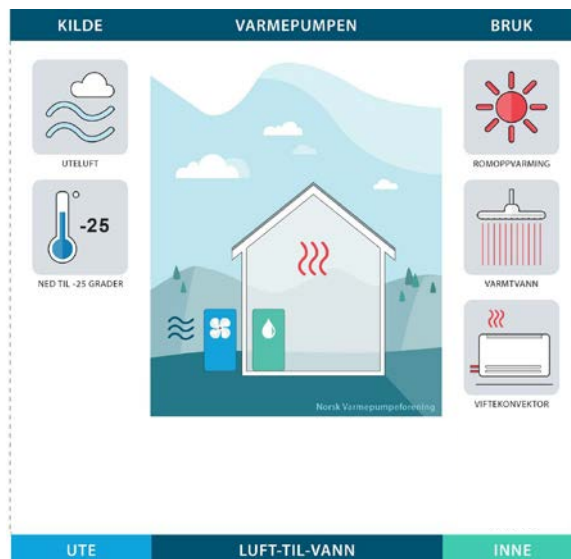 KILDE
VARMEPUMPEN
BRUK
UTELUFT
-25
NED TIL -25 GRADER
ROMOPPVARMING
VARMTVANN
VIFTEKONVEKTOR
Norsk Varmepumpeforening
UTE
LUFT-TIL-VANN
INNE